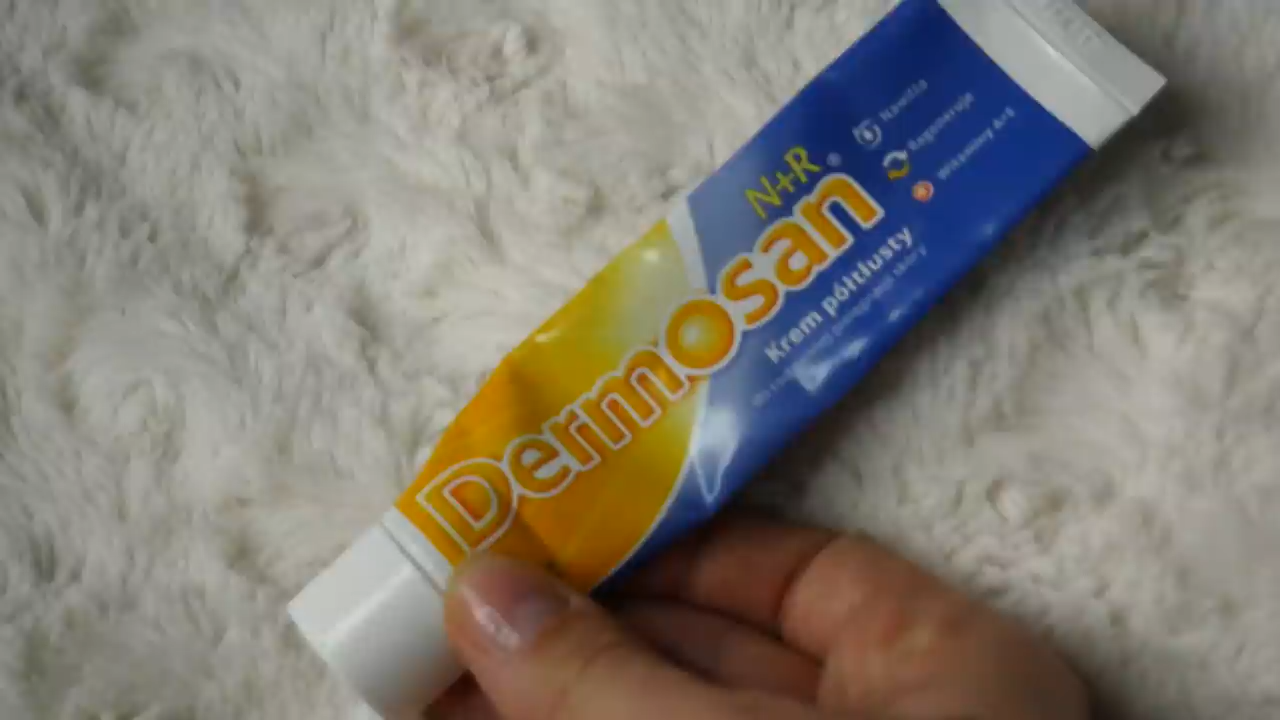 N+R
Dermosan®
Krem półtłusty
Nawilża
Regeneruje
Witaminy A+E